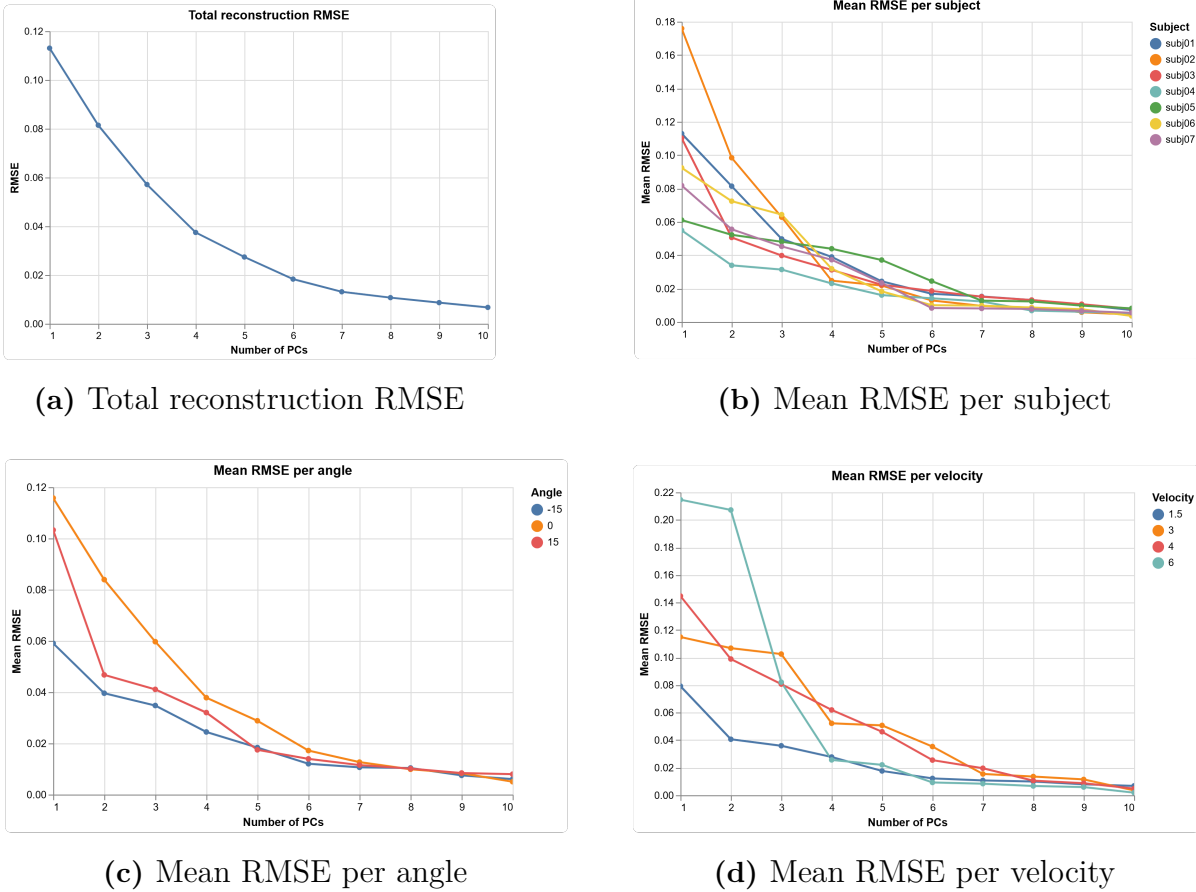 Total reconstruction RMSE
0.12
0.10
0.08
0.06
0.04
0.02
0.00
RMSE
1 2 3 4 5 6 7 8 9 10
Number of PCs
(a) Total reconstruction RMSE
Mean RMSE per subject
0.18
0.16
0.14
0.12
0.10
0.08
0.06
0.04
0.02
0.00
Mean RMSE
1 2 3 4 5 6 7 8 9 10
Number of PCs
Subject
subj01
subj02
subj03
subj04
subj05
subj06
subj07
(b) Mean RMSE per subject
Mean RMSE per angle
0.12
0.10
0.08
0.06
0.04
0.02
0.00
Mean RMSE
1 2 3 4 5 6 7 8 9 10
Number of PCs
Angle
-15
0
15
(c) Mean RMSE per angle
Mean RMSE per velocity
0.22
0.20
0.18
0.16
0.14
0.12
0.10
0.08
0.06
0.04
0.02
0.00
Mean RMSE
1 2 3 4 5 6 7 8 9 10
Number of PCs
Velocity
1.5
3
4
6
(d) Mean RMSE per velocity